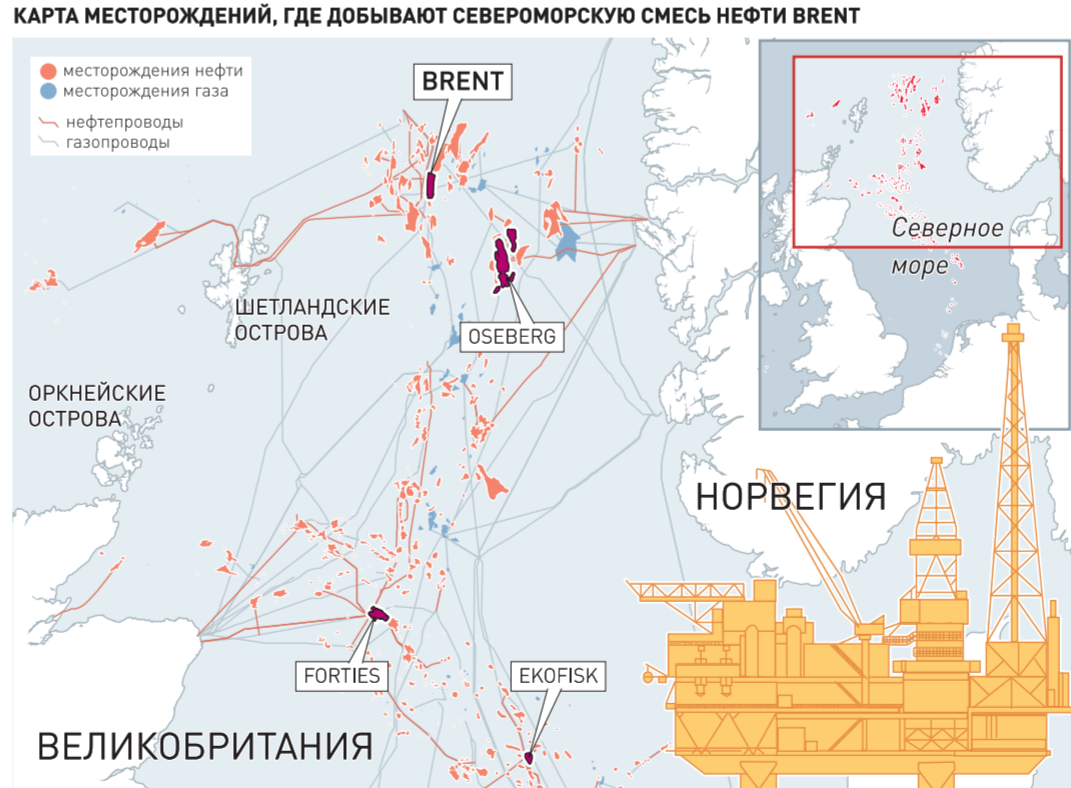 КАРТА МЕСТОРОЖДЕНИЙ, ГДЕ ДОБЫВАЮТ СЕВЕРОМОРСКУЮ СМЕСЬ НЕФТИ BRENT
месторождения нефти
месторождения газа
нефтепроводы
газопроводы
BRENT
Северное
море
ШЕТЛАНДСКИЕ
ОСТРОВА
OSEBERG
ОРКНЕЙСКИЕ
ОСТРОВА
НОРВЕГИЯ
FORTIES
EKOFISK
ВЕЛИКОБРИТАНИЯ